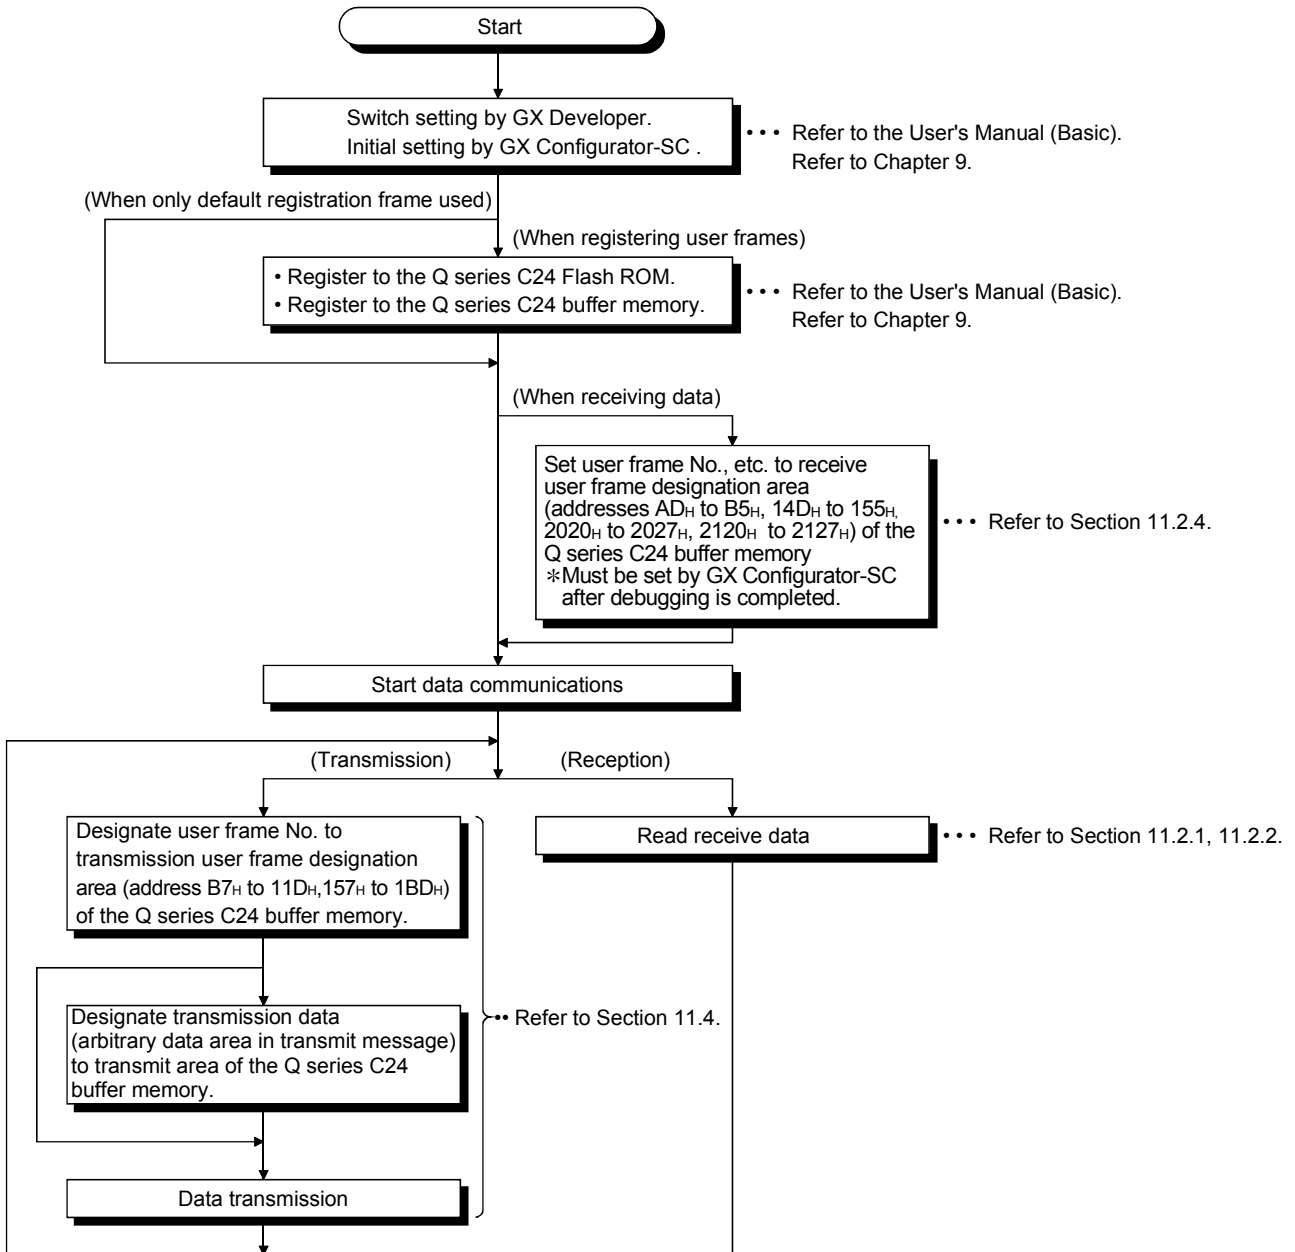 Start
Switch setting by GX Developer.
Initial setting by GX Configurator-SC .
• • • Refer to the User's Manual (Basic).
Refer to Chapter 9.
(When only default registration frame used)
(When registering user frames)
• Register to the Q series C24 Flash ROM.
• Register to the Q series C24 buffer memory.
• • • Refer to the User's Manual (Basic).
Refer to Chapter 9.
(When receiving data)
Set user frame No., etc. to receive
user frame designation area
(addresses ADH to B5H, 14DH to 155H,
2020H to 2027H, 2120H to 2127H) of the
Q series C24 buffer memory
＊Must be set by GX Configurator-SC
after debugging is completed.
• • • Refer to Section 11.2.4.
Start data communications
(Transmission)
(Reception)
Designate user frame No. to
transmission user frame designation
area (address B7H to 11DH,157H to 1BDH)
of the Q series C24 buffer memory.
Read receive data
• • • Refer to Section 11.2.1, 11.2.2.
Designate transmission data
(arbitrary data area in transmit message)
to transmit area of the Q series C24
buffer memory.
•• Refer to Section 11.4.
Data transmission